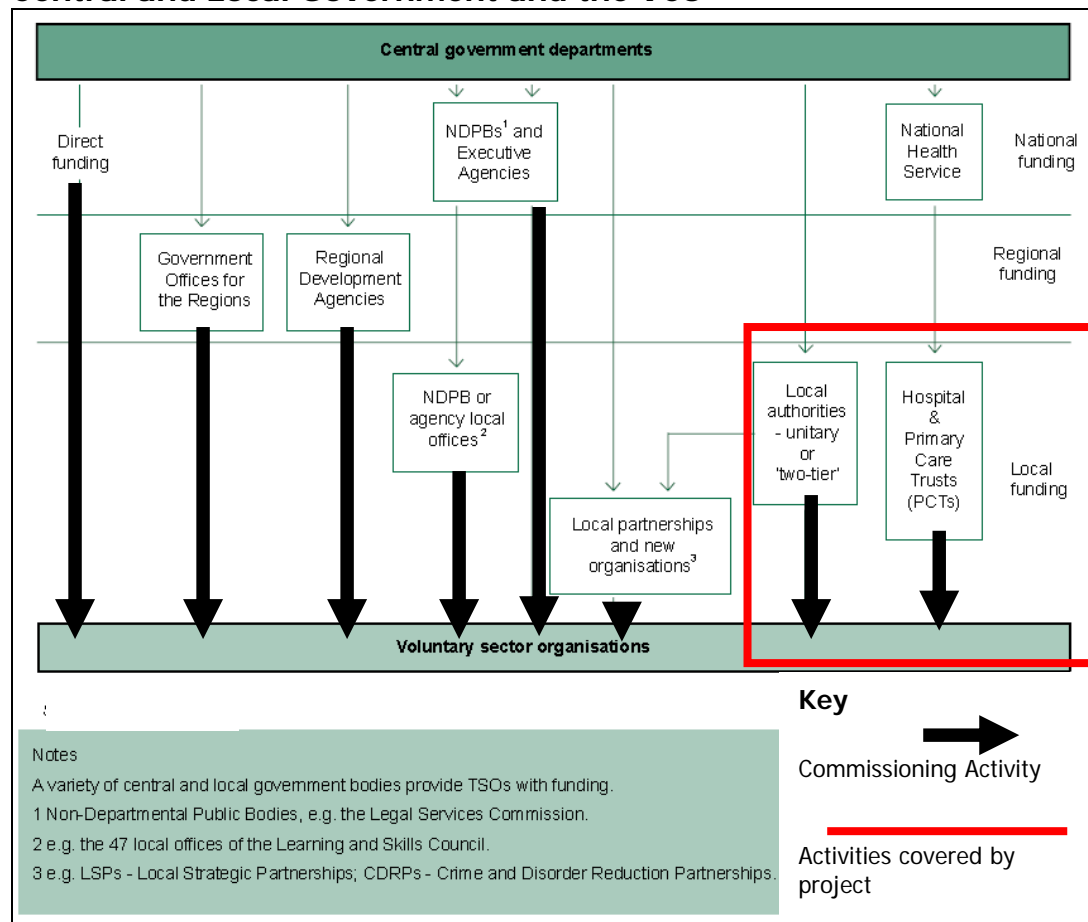 Central government departments
Direct
funding
NDPBs1 and
Executive
Agencies
National
Health
Service
National
funding
Government
Offices for
the Regions
Regional
Development
Agencies
Regional
funding
NDPB or
agency local
offices2
Local
authorities
- unitary
or
'two-tier'
Hospital
&
Primary
Care
Trusts
(PCTs)
Local
funding
Local partnerships
and new
organisations3
Voluntary sector organisations
Key
Commissioning Activity
Activities covered by
project
Notes
A variety of central and local government bodies provide TSOs with funding.
1 Non-Departmental Public Bodies, e.g. the Legal Services Commission.
2 e.g. the 47 local offices of the Learning and Skills Council.
3 e.g. LSPs - Local Strategic Partnerships; CDRPs - Crime and Disorder Reduction Partnerships.